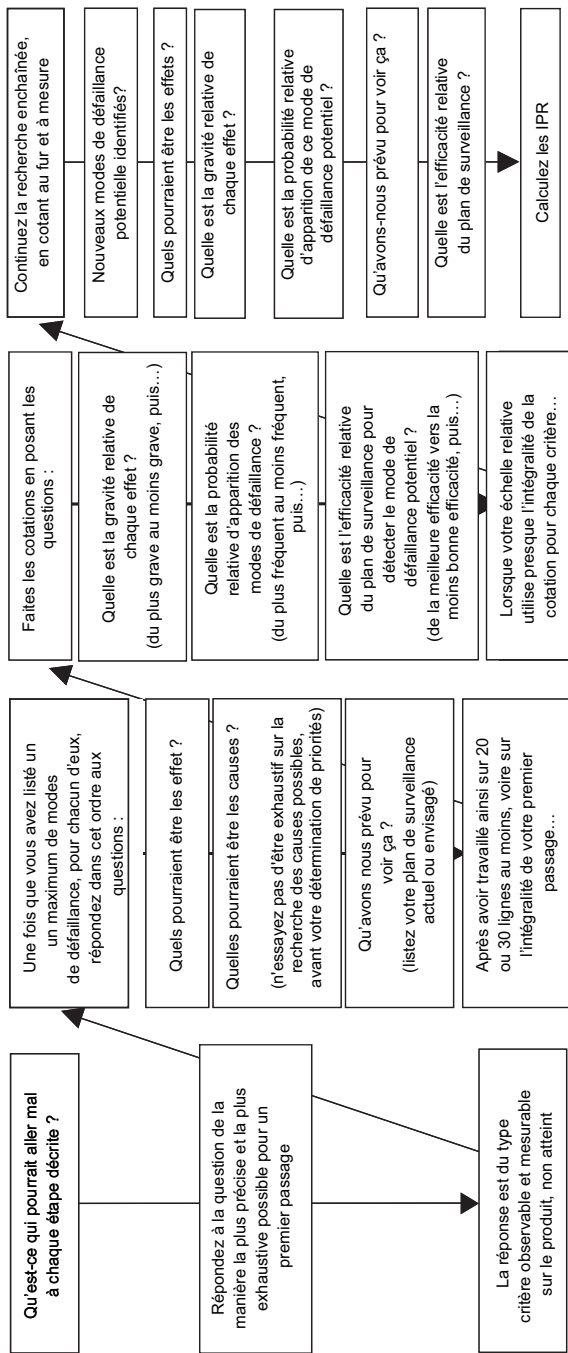 Qu'est-ce qui pourrait aller mal
à chaque étape décrite ?
Répondez à la question de la
manière la plus précise et la plus
exhaustive possible pour un
premier passage
La réponse est du type
critère observable et mesurable
sur le produit, non atteint
Une fois que vous avez listé un
un maximum de modes
de défaillance, pour chacun d'eux,
répondez dans cet ordre aux
questions :
Quels pourraient être les effet ?
Quelles pourraient être les causes ?
(n'essayez pas d'être exhaustif sur la
recherche des causes possibles,
avant votre détermination de priorités)
Qu'avons nous prévu pour
voir ça ?
(listez votre plan de surveillance
actuel ou envisagé)
Après avoir travaillé ainsi sur 20
ou 30 lignes au moins, voire sur
l'intégralité de votre premier
passage…
Faites les cotations en posant les
questions :
Quelle est la gravité relative de
chaque effet ?
(du plus grave au moins grave, puis…)
Quelle est la probabilité
relative d'apparition des
modes de défaillance ?
(du plus fréquent au moins fréquent,
puis…)
Quelle est l'efficacité relative
du plan de surveillance pour
détecter le mode de
défaillance potentiel ?
(de la meilleure efficacité vers la
moins bonne efficacité, puis…)
Lorsque votre échelle relative
utilise presque l'intégralité de la
cotation pour chaque critère…
Continuez la recherche enchaînée,
en cotant au fur et à mesure
Nouveaux modes de défaillance
potentielle identifiés?
Quels pourraient être les effets ?
Quelle est la gravité relative de
chaque effet ?
Quelle est la probabilité relative
d'apparition de ce mode de
défaillance potentiel ?
Qu'avons-nous prévu pour voir ça ?
Quelle est l'efficacité relative
du plan de surveillance ?
Calculez les IPR